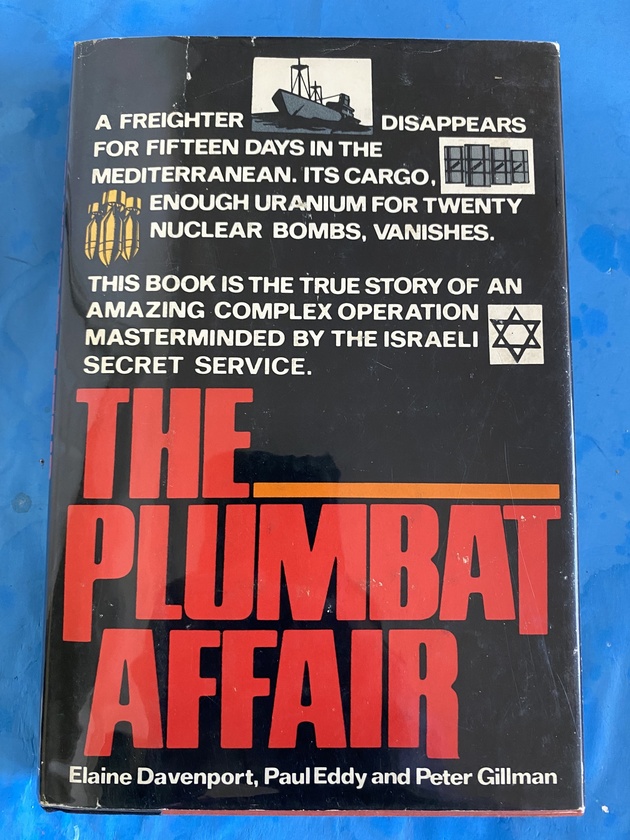 A FREIGHTER DISAPPEARS
FOR FIFTEEN DAYS IN THE
MEDITERRANEAN. ITS CARGO,
ENOUGH URANIUM FOR TWENTY
NUCLEAR BOMBS, VANISHES.
THIS BOOK IS THE TRUE STORY OF AN
AMAZING COMPLEX OPERATION
MASTERMINDED BY THE ISRAELI
SECRET SERVICE.
THE
PLUMBAT
AFFAIR
Elaine Davenport, Paul Eddy and Peter Gillman